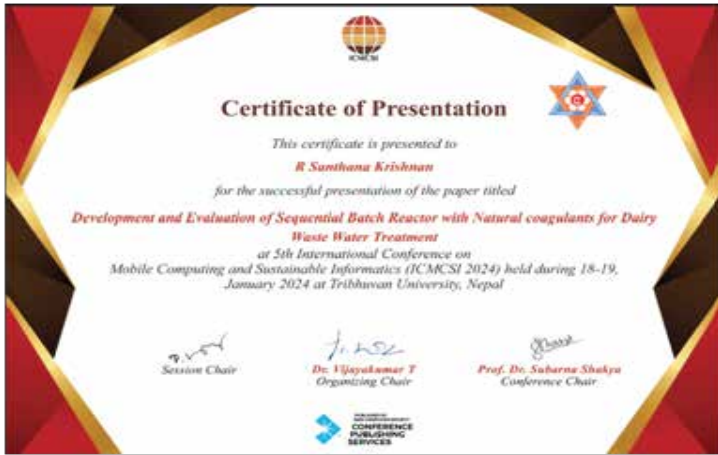 ICMCSI
Certificate of Presentation
This certificate is presented to
R Santhana Krishnan
for the successful presentation of the paper titled
Development and Evaluation of Sequential Batch Reactor with Natural coagulants for Dairy
Waste Water Treatment
at 5th International Conference on
Mobile Computing and Sustainable Informatics (ICMCSI 2024) held during 18-19,
January 2024 at Tribhuvan University, Nepal
Session Chair
Dr. Vijayakumar T
Organizing Chair
Prof. Dr. Subarna Shakya
Conference Chair
CONFERENCE
PUBLISHING
SERVICES